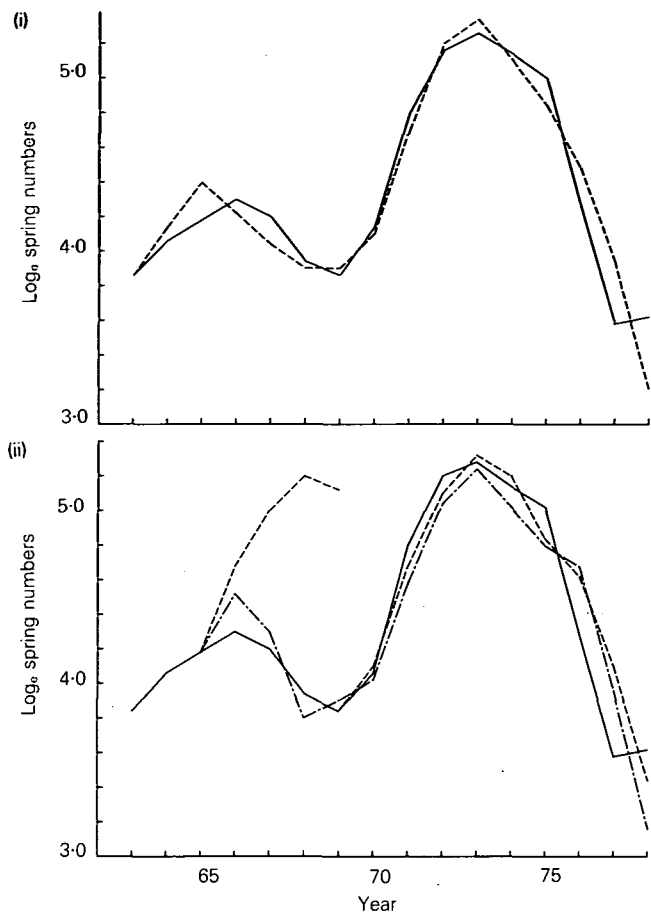 (i)
5·0
4·0
3·0
Logₑ spring numbers
(ii)
5·0
4·0
3·0
Logₑ spring numbers
65
70
75
Year